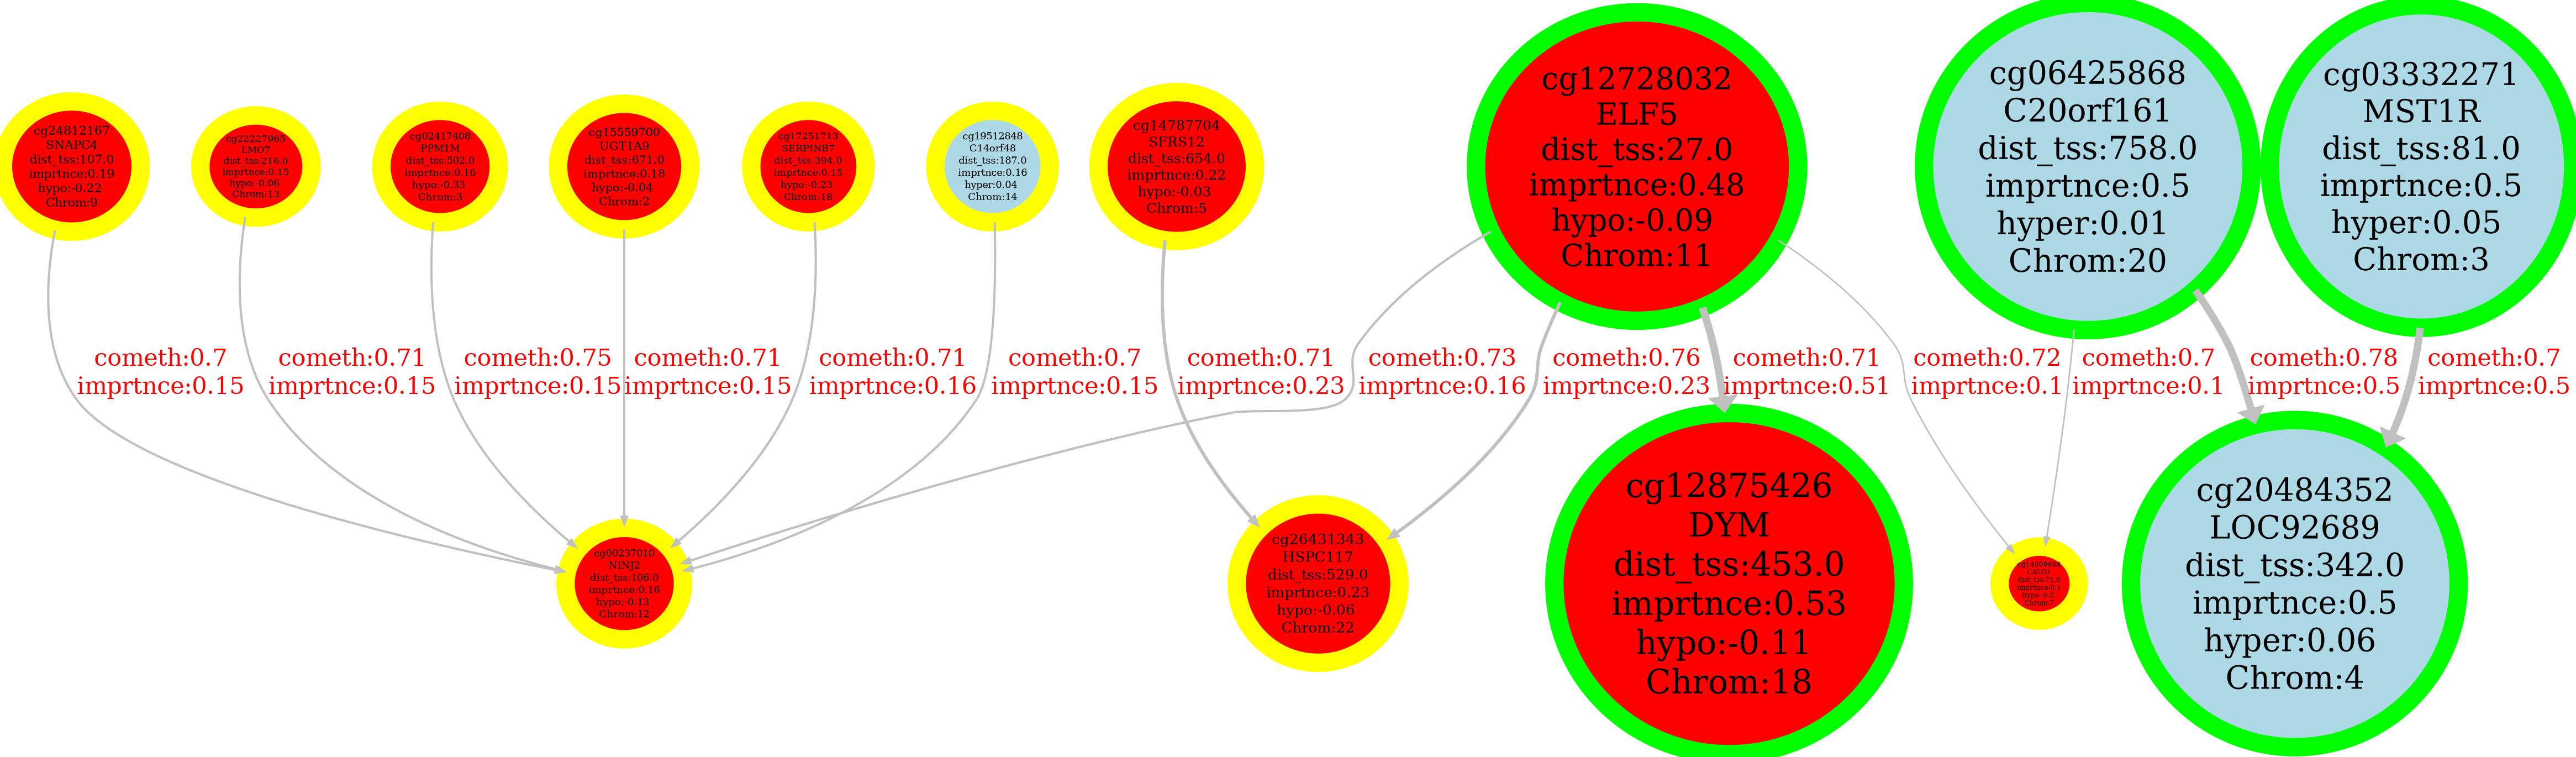 cg24812167
SNAPC4
dist_tss:107.0
imprtnce:0.19
hypo:-0.22
Chrom:9
cg22227965
LMO7
dist_tss:216.0
imprtnce:0.15
hypo:-0.06
Chrom:13
cg02417408
PPM1M
dist_tss:502.0
imprtnce:0.16
hypo:-0.33
Chrom:3
cg15559700
UGT1A9
dist_tss:671.0
imprtnce:0.18
hypo:-0.04
Chrom:2
cg17251713
SERPINB7
dist_tss:394.0
imprtnce:0.15
hypo:-0.23
Chrom:18
cg19512848
C14orf48
dist_tss:187.0
imprtnce:0.16
hyper:0.04
Chrom:14
cg14787704
SFRS12
dist_tss:654.0
imprtnce:0.22
hypo:-0.03
Chrom:5
cg12728032
ELF5
dist_tss:27.0
imprtnce:0.48
hypo:-0.09
Chrom:11
cg06425868
C20orf161
dist_tss:758.0
imprtnce:0.5
hyper:0.01
Chrom:20
cg03332271
MST1R
dist_tss:81.0
imprtnce:0.5
hyper:0.05
Chrom:3
cometh:0.7
imprtnce:0.15
cometh:0.71
imprtnce:0.15
cometh:0.75
imprtnce:0.15
cometh:0.71
imprtnce:0.15
cometh:0.71
imprtnce:0.16
cometh:0.7
imprtnce:0.15
cometh:0.71
imprtnce:0.23
cometh:0.73
imprtnce:0.16
cometh:0.76
imprtnce:0.23
cometh:0.71
imprtnce:0.51
cometh:0.72
imprtnce:0.1
cometh:0.7
imprtnce:0.1
cometh:0.78
imprtnce:0.5
cometh:0.7
imprtnce:0.5
cg00237010
NINJ2
dist_tss:106.0
imprtnce:0.16
hypo:-0.13
Chrom:12
cg26431343
HSPC117
dist_tss:529.0
imprtnce:0.23
hypo:-0.06
Chrom:22
cg12875426
DYM
dist_tss:453.0
imprtnce:0.53
hypo:-0.11
Chrom:18
CALD1
dist_tss:71.0
imprtnce:0.1
hypo:-0.0
Chrom:7
cg20484352
LOC92689
dist_tss:342.0
imprtnce:0.5
hyper:0.06
Chrom:4